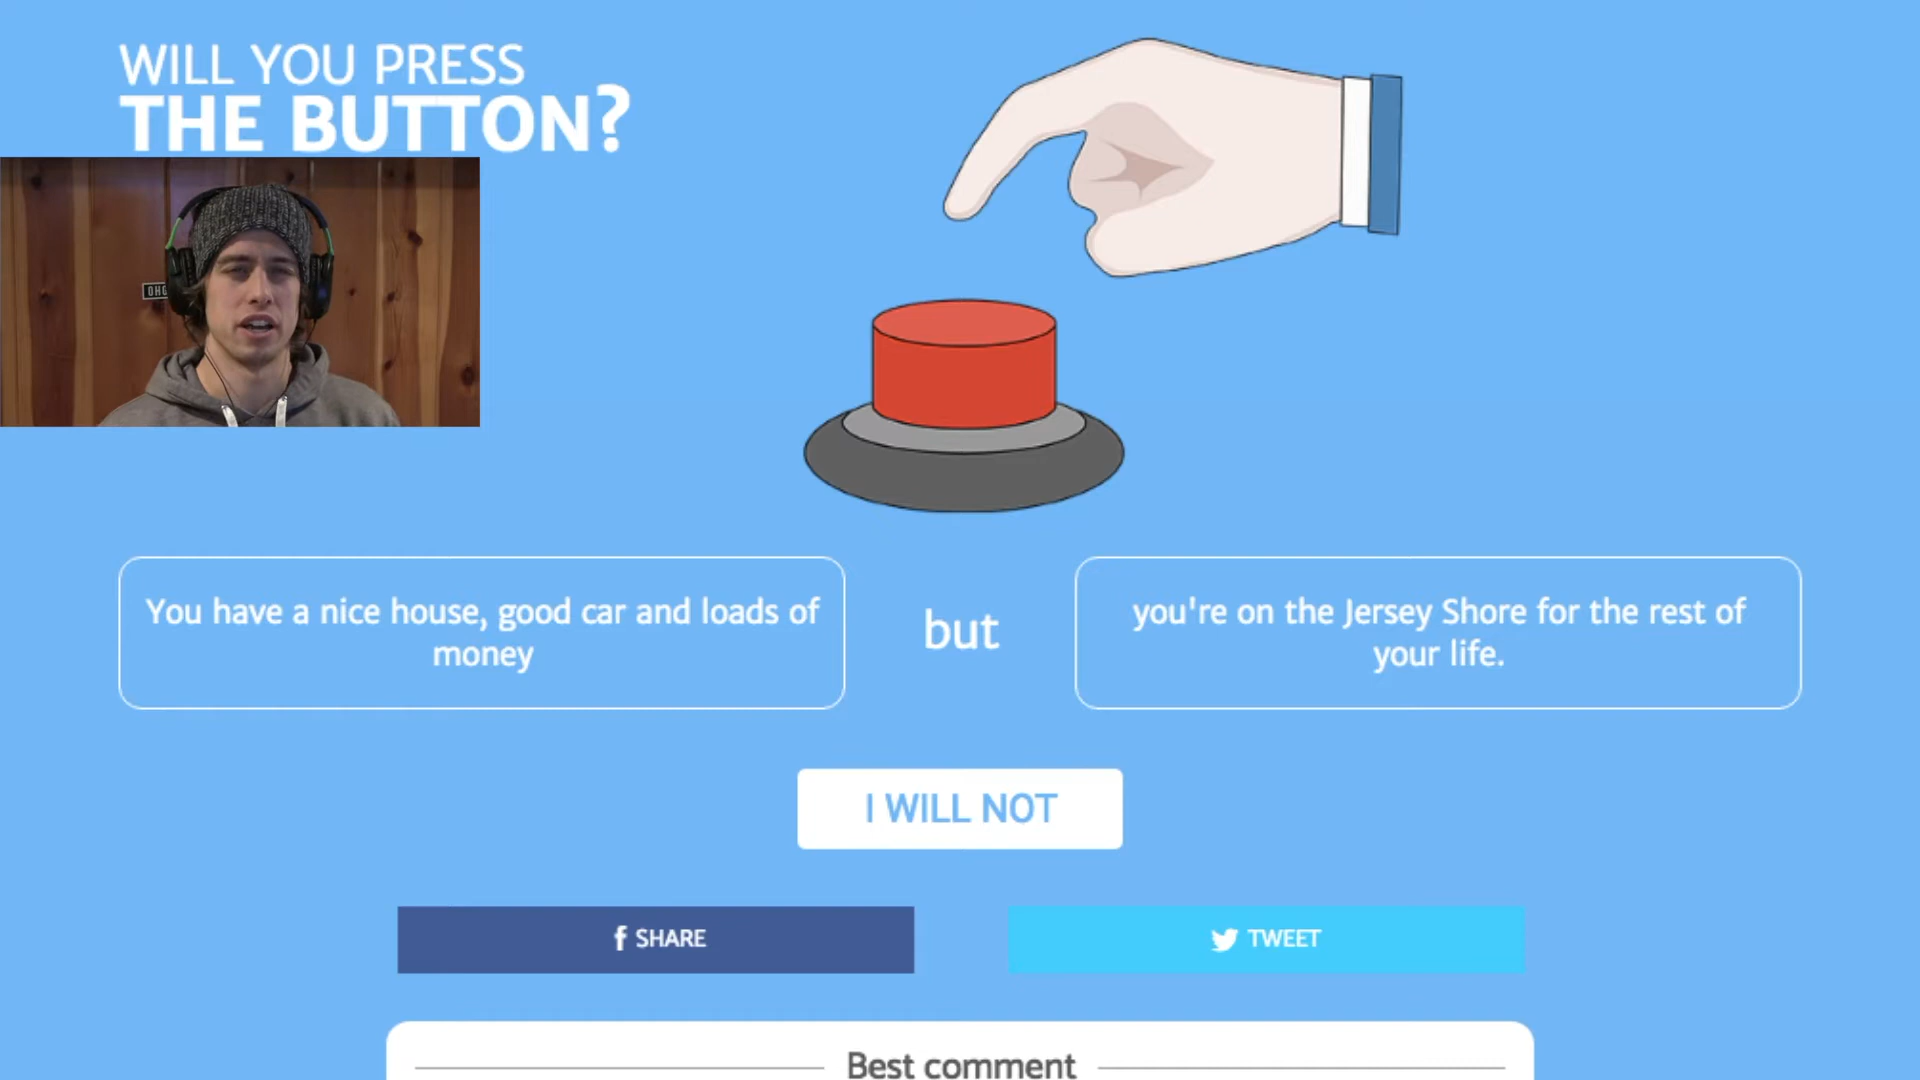 WILL YOU PRESS
THE BUTTON?
You have a nice house, good car and loads of
money
but
you're on the Jersey Shore for the rest of
your life.
I WILL NOT
f SHARE
TWEET
Best comment